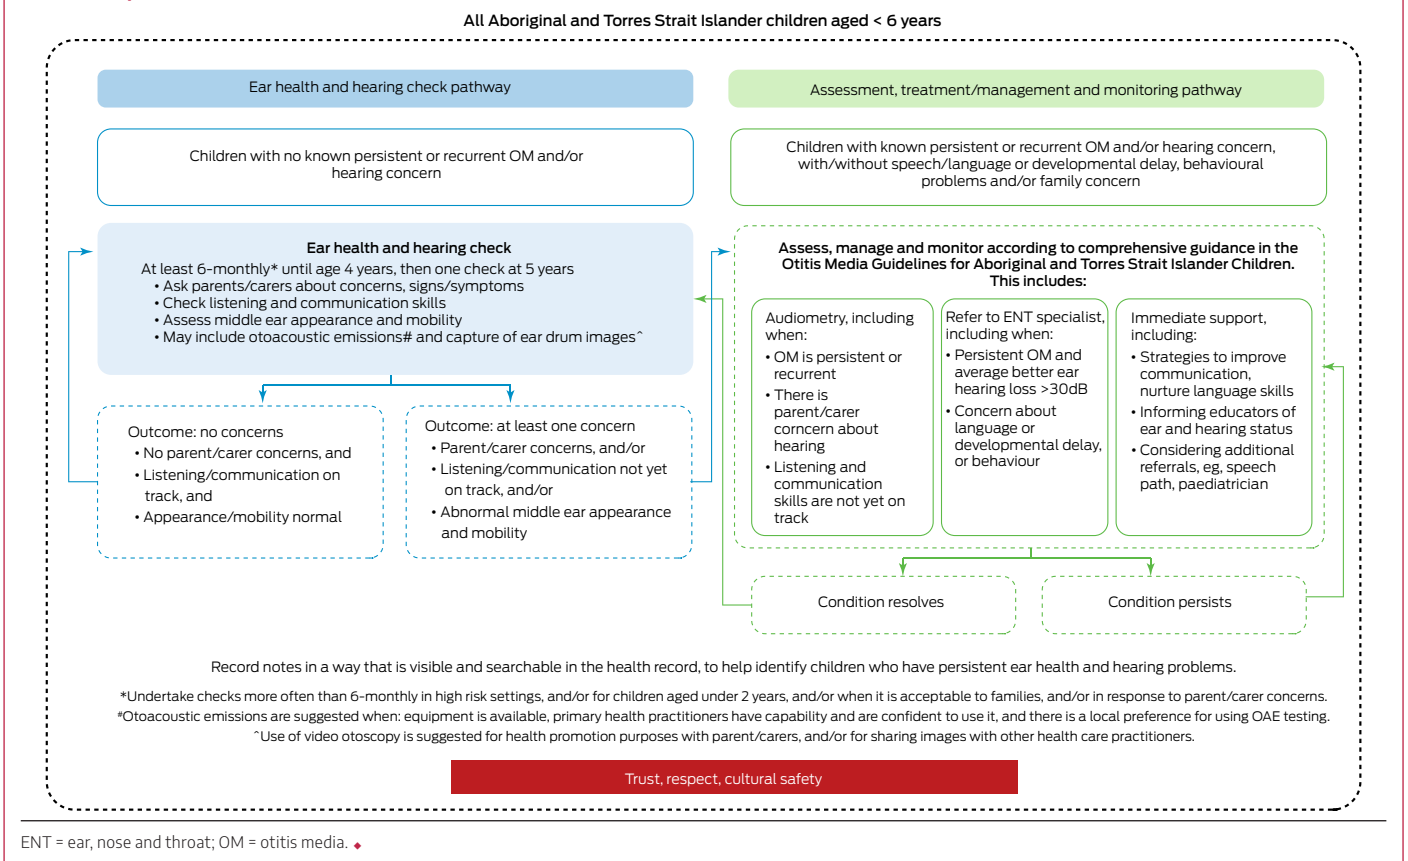 All Aboriginal and Torres Strait Islander children aged < 6 years
Ear health and hearing check pathway
Assessment, treatment/management and monitoring pathway
Children with no known persistent or recurrent OM and/or
hearing concern
Children with known persistent or recurrent OM and/or hearing concern,
with/without speech/language or developmental delay, behavioural
problems and/or family concern
Ear health and hearing check
At least 6-monthly* until age 4 years, then one check at 5 years
• Ask parents/carers about concerns, signs/symptoms
• Check listening and communication skills
• Assess middle ear appearance and mobility
• May include otoacoustic emissions# and capture of ear drum images^
Outcome: no concerns
• No parent/carer concerns, and
• Listening/communication on
track, and
• Appearance/mobility normal
Outcome: at least one concern
• Parent/carer concerns, and/or
• Listening/communication not yet
on track, and/or
• Abnormal middle ear appearance
and mobility
Assess, manage and monitor according to comprehensive guidance in the
Otitis Media Guidelines for Aboriginal and Torres Strait Islander Children.
This includes:
Audiometry, including
when:
• OM is persistent or
recurrent
• There is
parent/carer
corncern about
hearing
• Listening and
communication
skills are not yet on
track
Refer to ENT specialist,
including when:
• Persistent OM and
average better ear
hearing loss >30dB
• Concern about
language or
developmental delay,
or behaviour
Immediate support,
including:
• Strategies to improve
communication,
nurture language skills
• Informing educators of
ear and hearing status
• Considering additional
referrals, eg, speech
path, paediatrician
Condition resolves
Condition persists
Record notes in a way that is visible and searchable in the health record, to help identify children who have persistent ear health and hearing problems.
*Undertake checks more often than 6-monthly in high risk settings, and/or for children aged under 2 years, and/or when it is acceptable to families, and/or in response to parent/carer concerns.
#Otoacoustic emissions are suggested when: equipment is available, primary health practitioners have capability and are confident to use it, and there is a local preference for using OAE testing.
^Use of video otoscopy is suggested for health promotion purposes with parent/carers, and/or for sharing images with other health care practitioners.
Trust, respect, cultural safety
ENT = ear, nose and throat; OM = otitis media. ◆